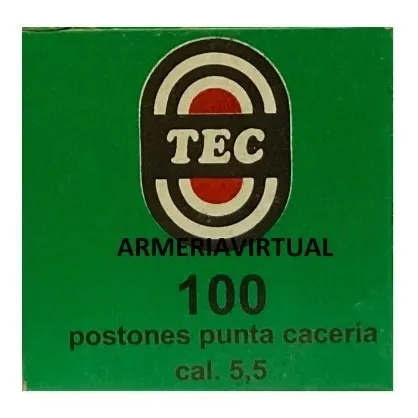 TEC
ARMERIAVIRTUAL
100
postones punta cacería
cal. 5,5